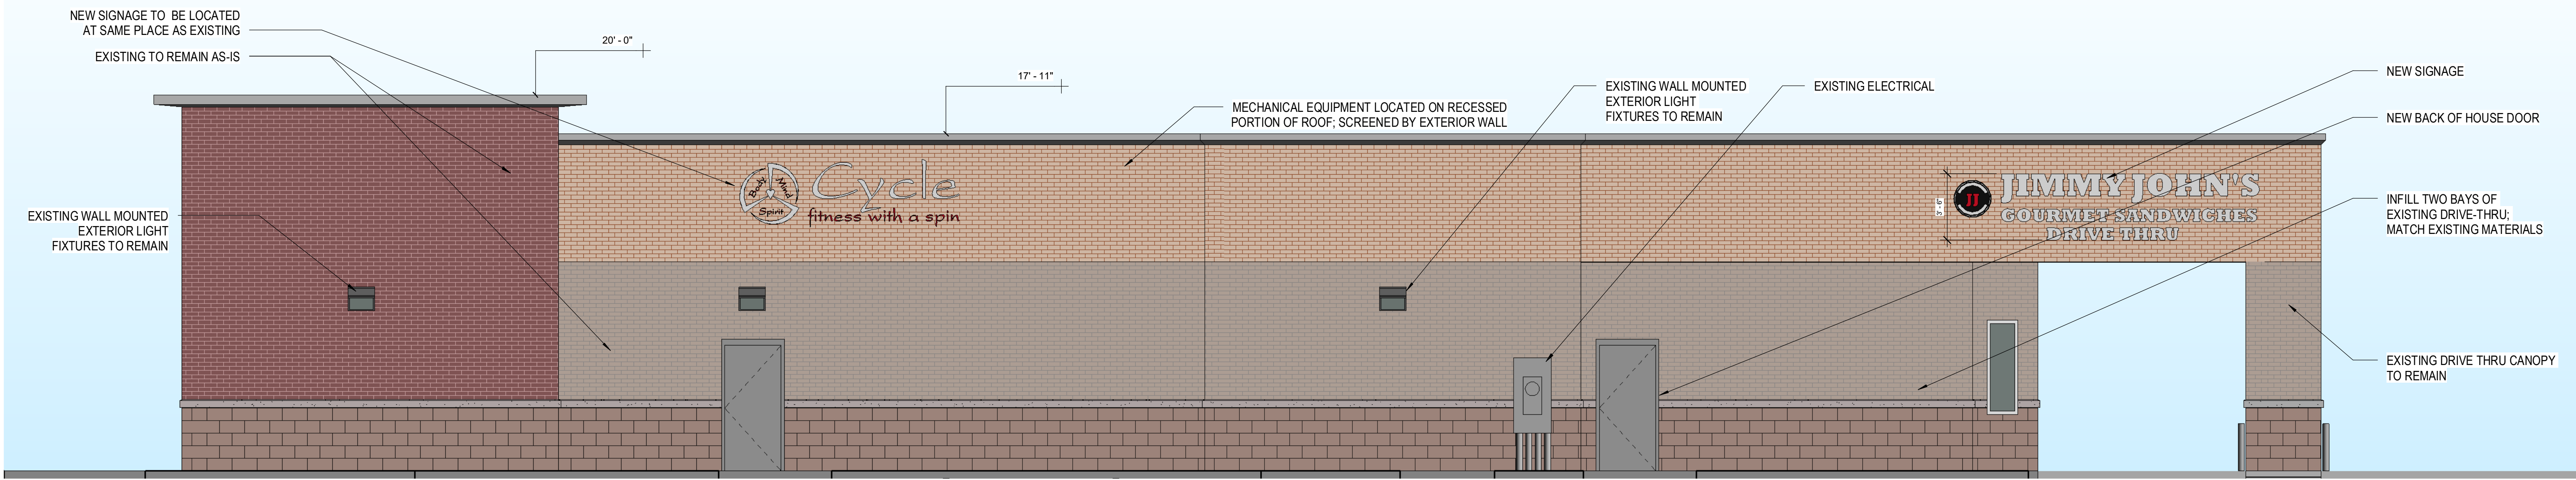 NEW SIGNAGE TO BE LOCATED
AT SAME PLACE AS EXISTING
EXISTING TO REMAIN AS-IS
20' - 0"
17' - 11"
MECHANICAL EQUIPMENT LOCATED ON RECESSED
PORTION OF ROOF; SCREENED BY EXTERIOR WALL
EXISTING WALL MOUNTED
EXTERIOR LIGHT
FIXTURES TO REMAIN
EXISTING ELECTRICAL
NEW SIGNAGE
NEW BACK OF HOUSE DOOR
INFILL TWO BAYS OF
EXISTING DRIVE-THRU;
MATCH EXISTING MATERIALS
EXISTING DRIVE THRU CANOPY
TO REMAIN
EXISTING WALL MOUNTED
EXTERIOR LIGHT
FIXTURES TO REMAIN
Body
Mind
Spirit
Cycle
fitness with a spin
3' - 6"
JJ
JIMMY JOHN'S
GOURMET SANDWICHES
DRIVE THRU